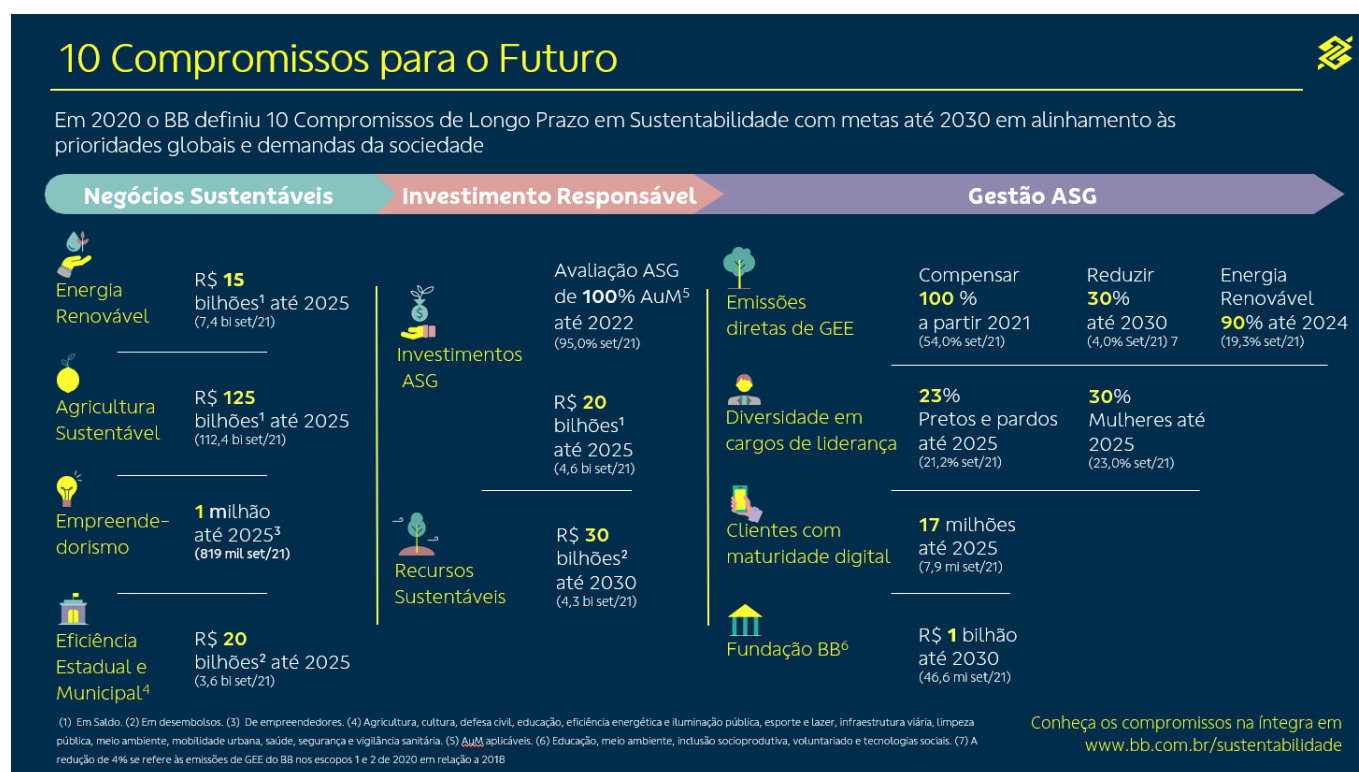 10 Compromissos para o Futuro
Em 2020 o BB definiu 10 Compromissos de Longo Prazo em Sustentabilidade com metas até 2030 em alinhamento às
prioridades globais e demandas da sociedade
Negócios Sustentáveis
Energia
Renovável
R$ 15
bilhões¹ até 2025
(7,4 bi set/21)
Agricultura
Sustentável
R$ 125
bilhões¹ até 2025
(112,4 bi set/21)
Empreende-
dorismo
1 milhão
até 2025³
(819 mil set/21)
Eficiência
Estadual e
Municipal⁴
R$ 20
bilhões² até 2025
(3,6 bi set/21)
Investimento Responsável
Investimentos
ASG
Avaliação ASG
de 100% AuM⁵
até 2022
(95,0% set/21)
R$ 20
bilhões¹
até 2025
(4,6 bi set/21)
Recursos
Sustentáveis
R$ 30
bilhões²
até 2030
(4,3 bi set/21)
Gestão ASG
Emissões
diretas de GEE
Compensar
100 %
a partir 2021
(54,0% set/21)
Reduzir
30%
até 2030
(4,0% Set/21) 7
Energia
Renovável
90% até 2024
(19,3% set/21)
Diversidade em
cargos de liderança
23%
Pretos e pardos
até 2025
(21,2% set/21)
30%
Mulheres até
2025
(23,0% set/21)
Clientes com
maturidade digital
17 milhões
até 2025
(7,9 mi set/21)
Fundação BB⁶
R$ 1 bilhão
até 2030
(46,6 mi set/21)
(1) Em Saldo. (2) Em desembolsos. (3) De empreendedores. (4) Agricultura, cultura, defesa civil, educação, eficiência energética e iluminação pública, esporte e lazer, infraestrutura viária, limpeza
pública, meio ambiente, mobilidade urbana, saúde, segurança e vigilância sanitária. (5) AuM aplicáveis. (6) Educação, meio ambiente, inclusão socioprodutiva, voluntariado e tecnologias sociais. (7) A
redução de 4% se refere às emissões de GEE do BB nos escopos 1 e 2 de 2020 em relação a 2018
Conheça os compromissos na íntegra em
www.bb.com.br/sustentabilidade